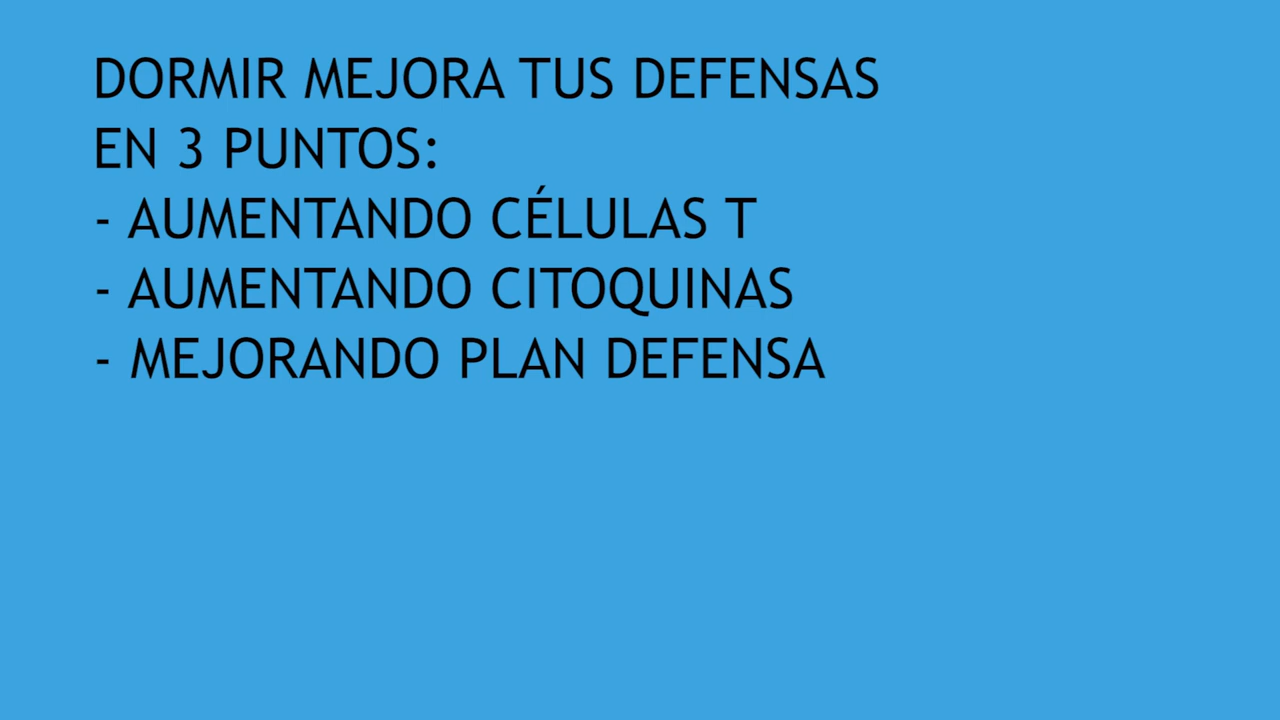 DORMIR MEJORA TUS DEFENSAS
EN 3 PUNTOS:
- AUMENTANDO CÉLULAS T
- AUMENTANDO CITOQUINAS
- MEJORANDO PLAN DEFENSA